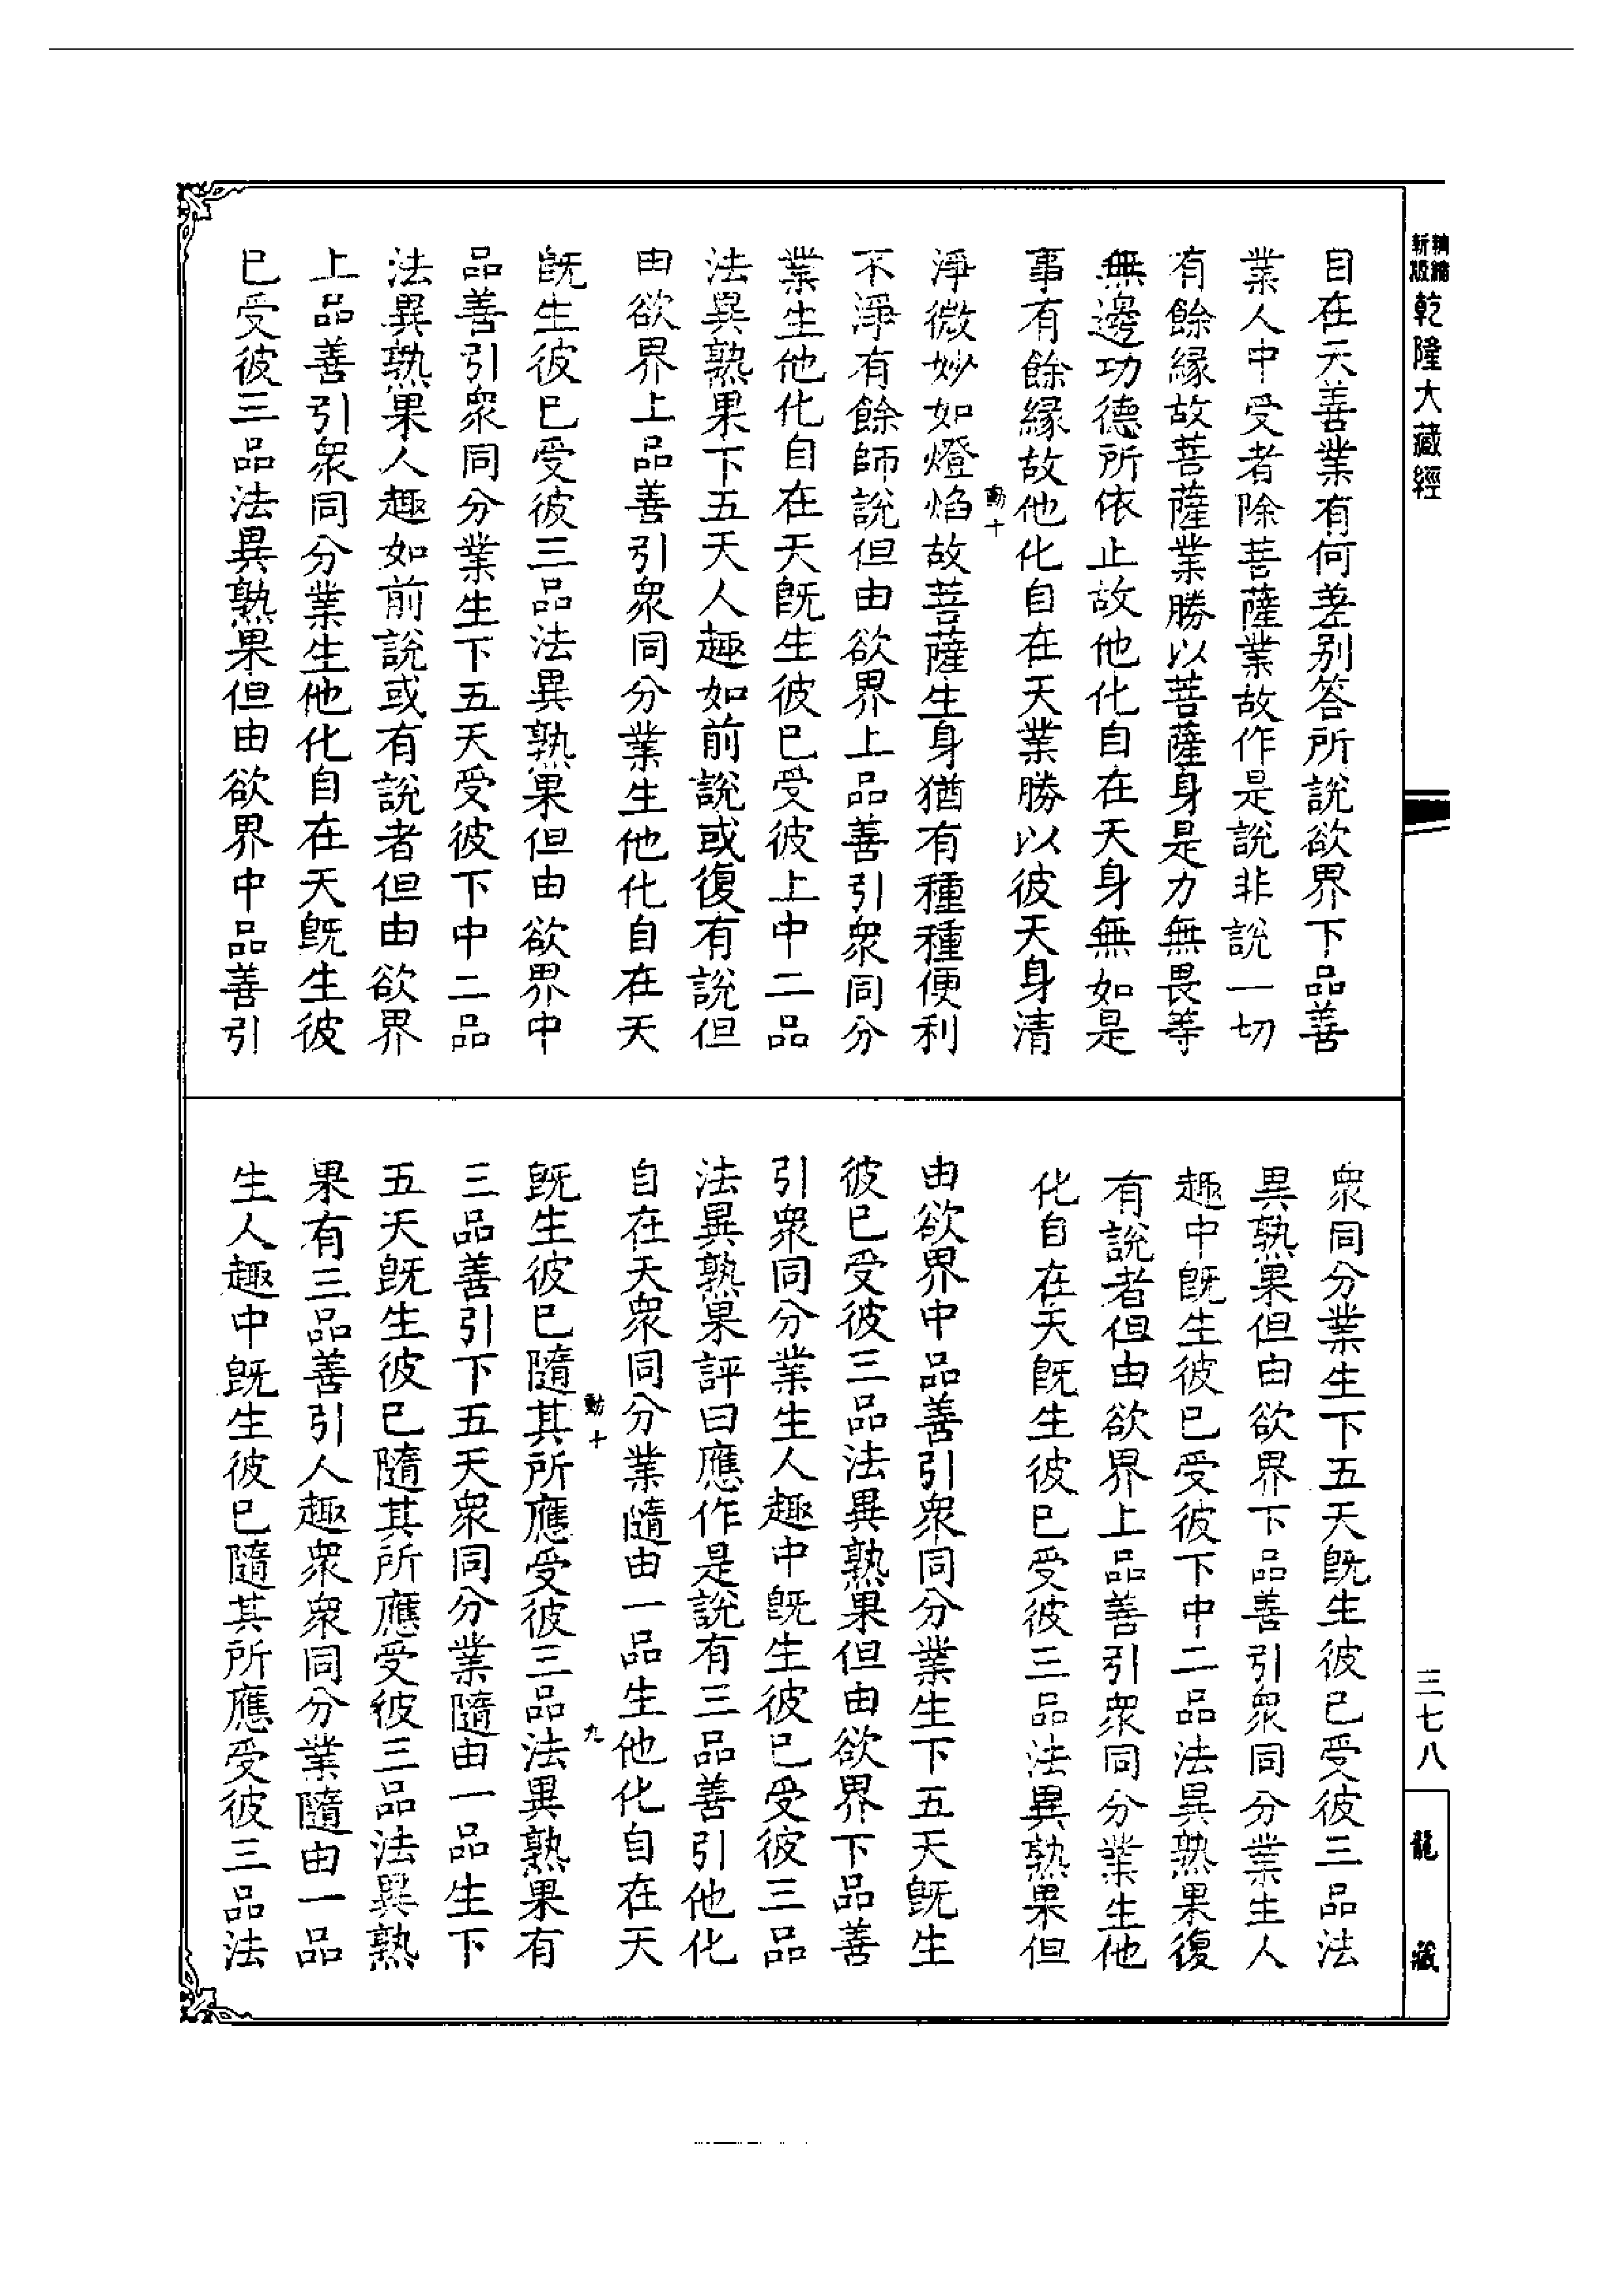 精縮新版乾隆大藏經
自在天善業有何差别答所說欲界下品善
業人中受者除菩薩業故作是說非說一切
有餘緣故菩薩業勝以菩薩身是力無畏等
無邊功德所依止故他化自在天身無如是
事有餘緣故他化自在天業勝以彼天身清
動十
淨微妙如燈焰故菩薩生身猶有種種便利
不淨有餘師說但由欲界上品善引衆同分
業生他化自在天既生彼已受彼上中二品
法異熟果下五天人趣如前說或復有說但
由欲界上品善引衆同分業生他化自在天
既生彼已受彼三品法異熟果但由欲界中
品善引衆同分業生下五天受彼下中二品
法異熟果人趣如前說或有說者但由欲界
上品善引衆同分業生他化自在天既生彼
已受彼三品法異熟果但由欲界中品善引
衆同分業生下五天既生彼已受彼三品法
異熟果但由欲界下品善引衆同分業生人
趣中既生彼已受彼下中二品法異熟果復
有說者但由欲界上品善引衆同分業生他
化自在天既生彼已受彼三品法異熟果但
由欲界中品善引衆同分業生下五天既生
彼已受彼三品法異熟果但由欲界下品善
引衆同分業生人趣中既生彼已受彼三品
法異熟果評曰應作是說有三品善引他化
自在天衆同分業隨由一品生他化自在天
動十 九
既生彼已隨其所應受彼三品法異熟果有
三品善引下五天衆同分業隨由一品生下
五天既生彼已隨其所應受彼三品法異熟
果有三品善引人趣衆衆同分業隨由一品
生人趣中既生彼已隨其所應受彼三品法
三七八
龍藏